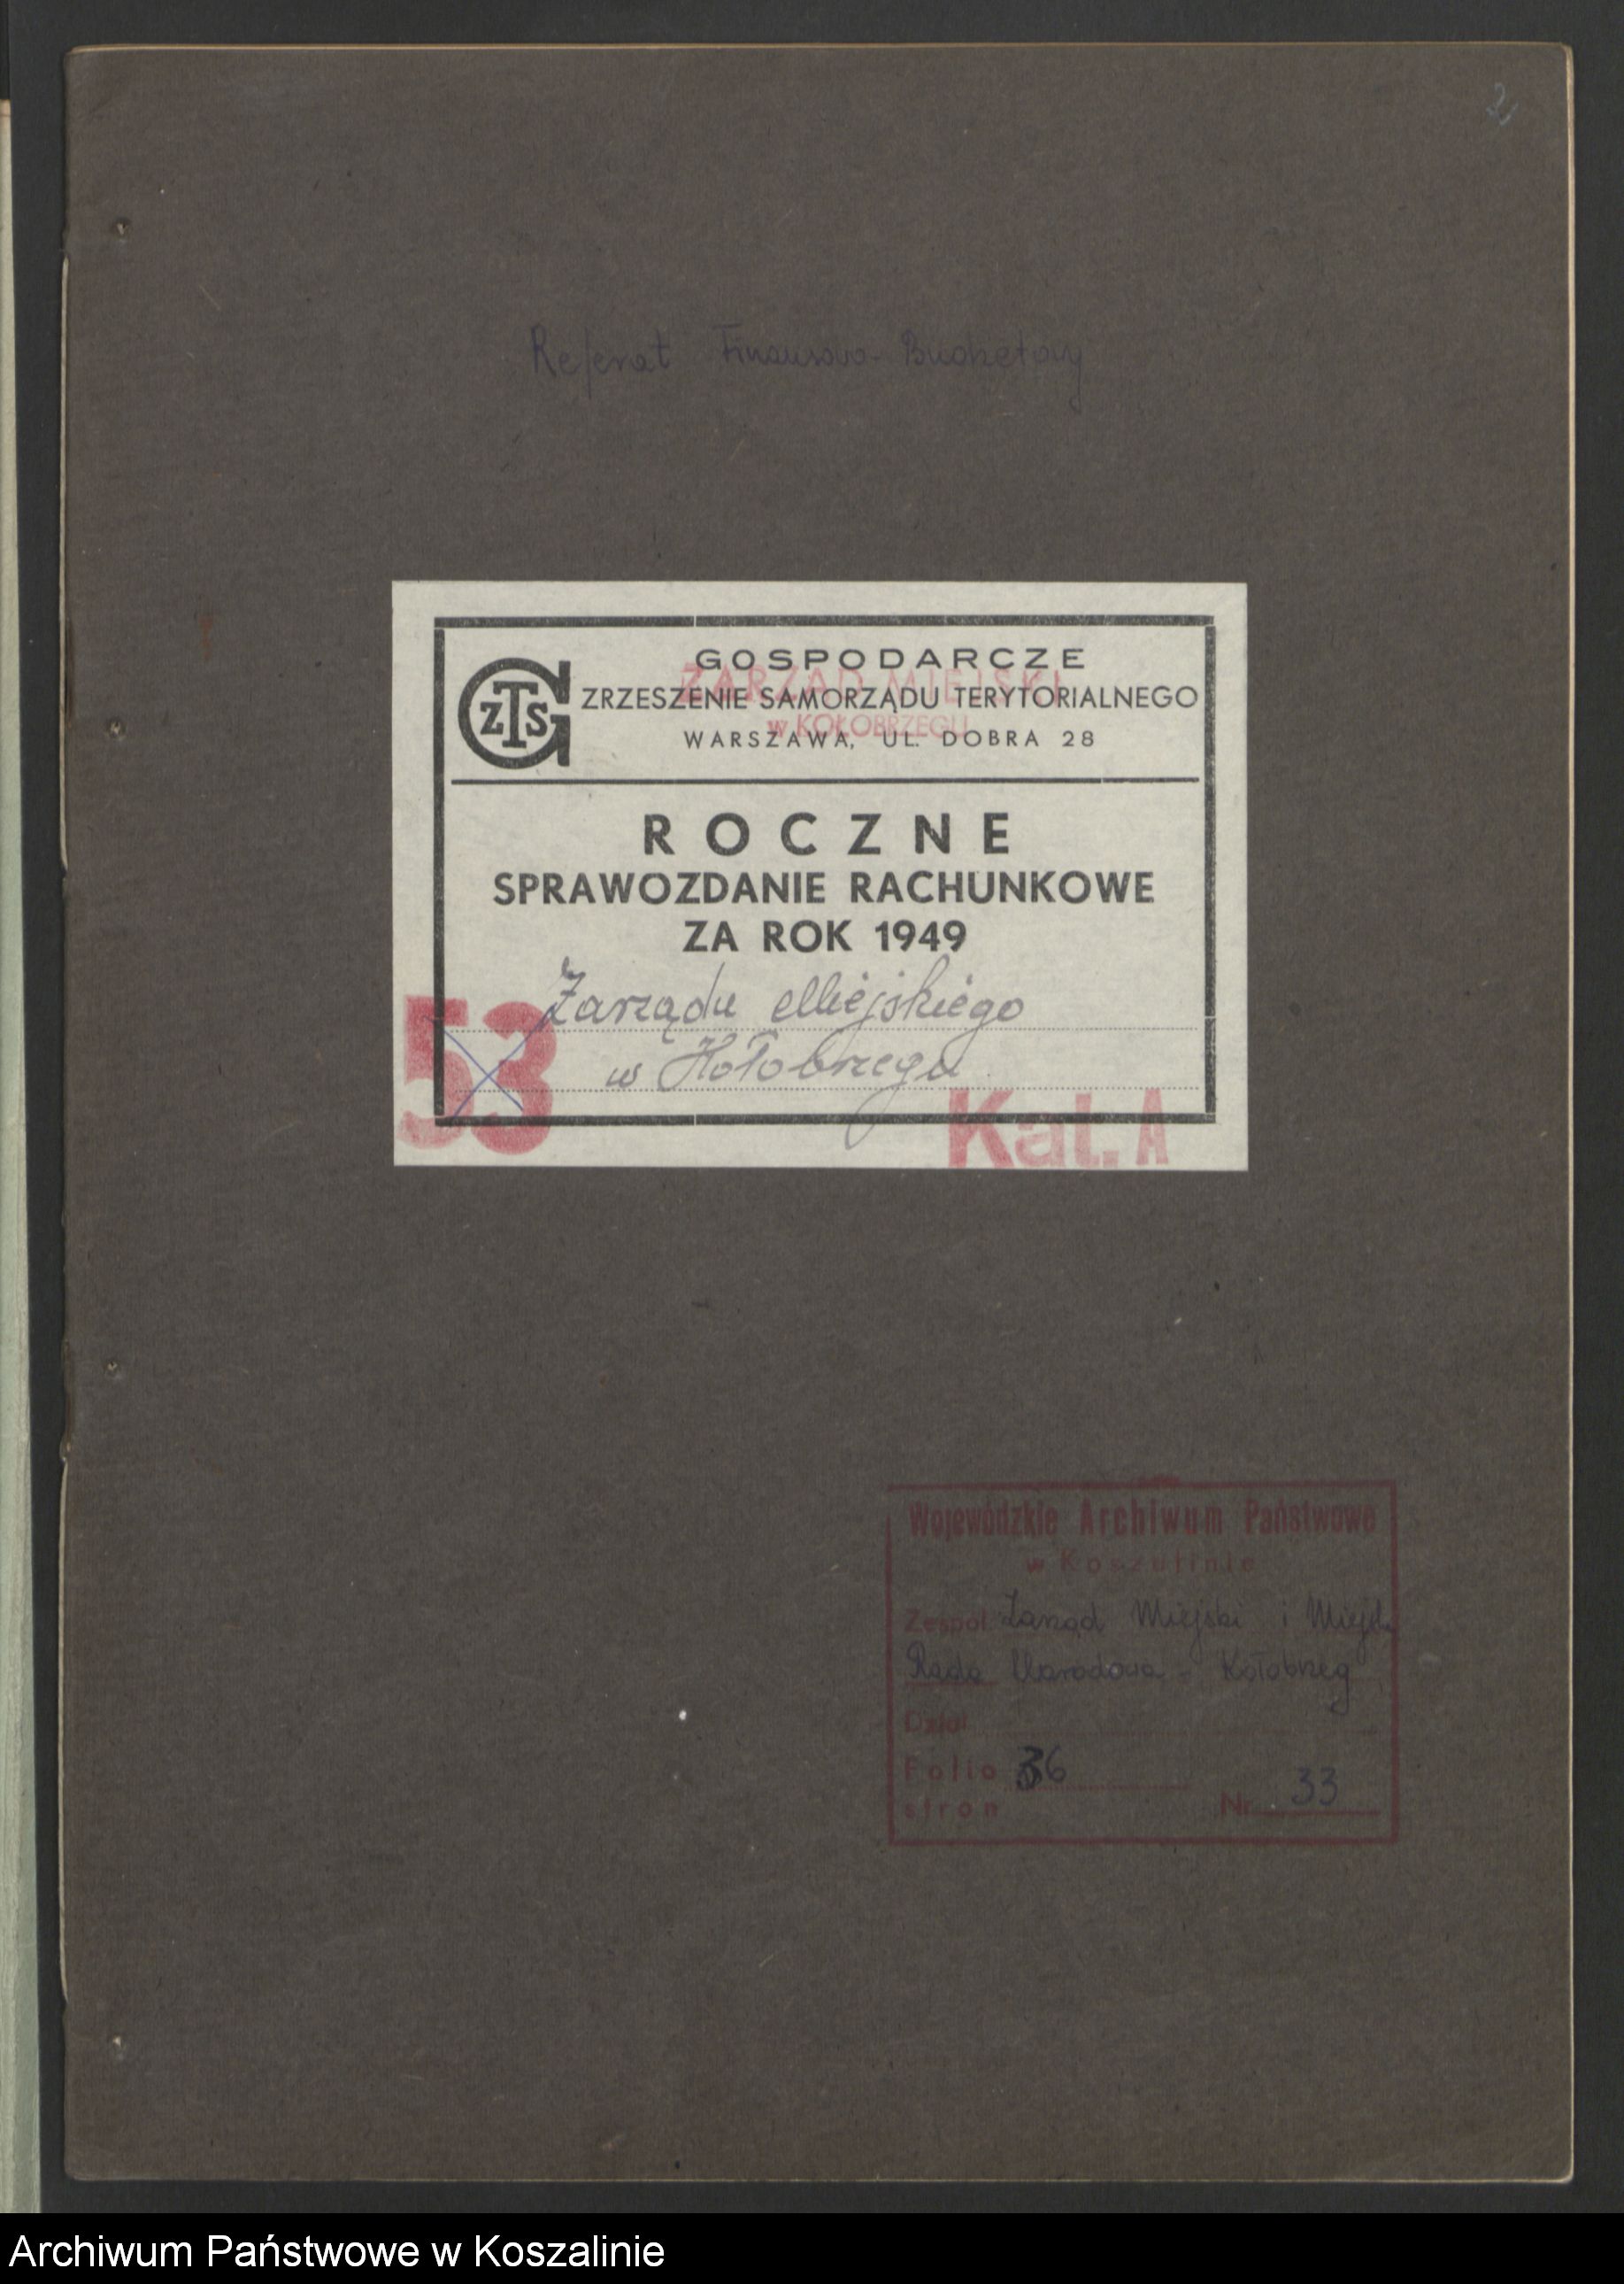 2
Referat Finansowo-Budżetowy
GOSPODARCZE
ZARZĄD MIEJSKI
GZTS
ZRZESZENIE SAMORZĄDU TERYTORIALNEGO
w KOŁOBRZEGU
WARSZAWA, UL. DOBRA 28
ROCZNE
SPRAWOZDANIE RACHUNKOWE
ZA ROK 1949
Zarządu Miejskiego
w Kołobrzegu
53
Kat. A
Wojewódzkie Archiwum Państwowe
w Koszalinie
Zespół Zarząd Miejski i Miejsk.
Rada Narodowa - Kołobrzeg
Dział
Folio 36
stron
Nr. 33
Archiwum Państwowe w Koszalinie